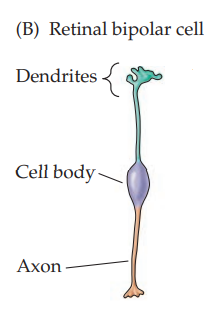 (B) Retinal bipolar cell
Dendrites
Cell body
Axon